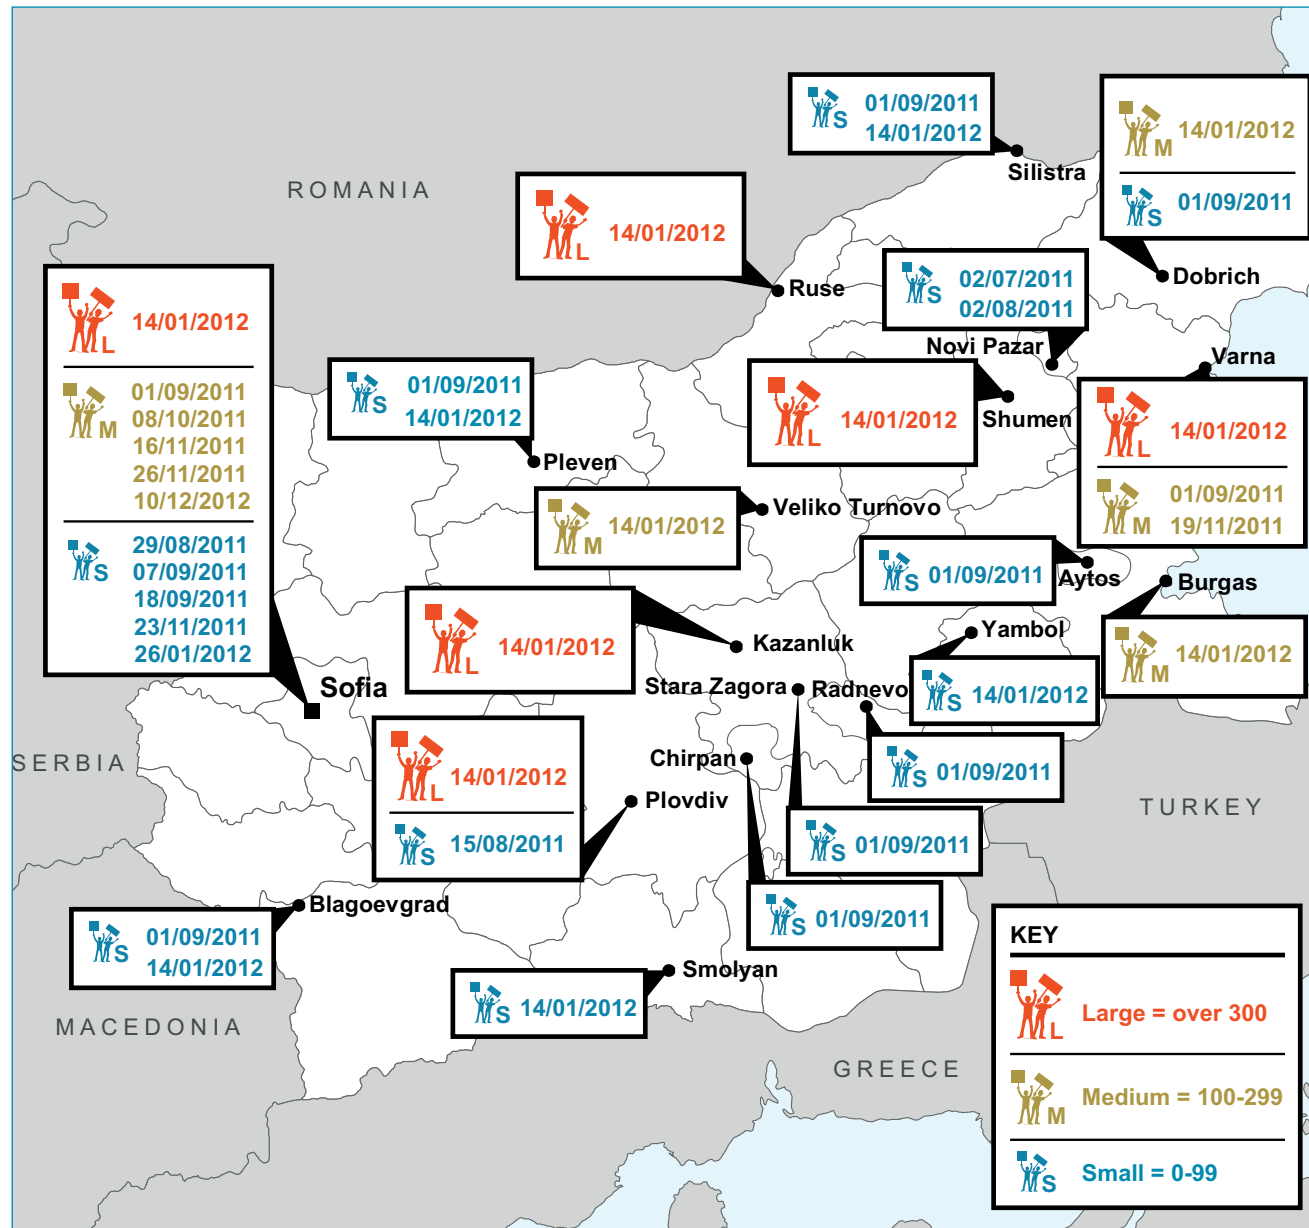 ROMANIA
S
01/09/2011
14/01/2012
Silistra
M
14/01/2012
S
01/09/2011
Dobrich
L
14/01/2012
Ruse
S
02/07/2011
02/08/2011
Novi Pazar
L
14/01/2012
M
01/09/2011
08/10/2011
16/11/2011
26/11/2011
10/12/2012
S
29/08/2011
07/09/2011
18/09/2011
23/11/2011
26/01/2012
Sofia
S
01/09/2011
14/01/2012
Pleven
L
14/01/2012
Shumen
Varna
L
14/01/2012
M
01/09/2011
19/11/2011
M
14/01/2012
Veliko Turnovo
S
01/09/2011
Aytos
Burgas
M
14/01/2012
L
14/01/2012
Kazanluk
Yambol
S
14/01/2012
Stara Zagora
Radnevo
S
01/09/2011
SERBIA
L
14/01/2012
S
15/08/2011
Plovdiv
Chirpan
S
01/09/2011
S
01/09/2011
TURKEY
Blagoevgrad
S
01/09/2011
14/01/2012
Smolyan
S
14/01/2012
MACEDONIA
GREECE
KEY
L
Large = over 300
M
Medium = 100-299
S
Small = 0-99